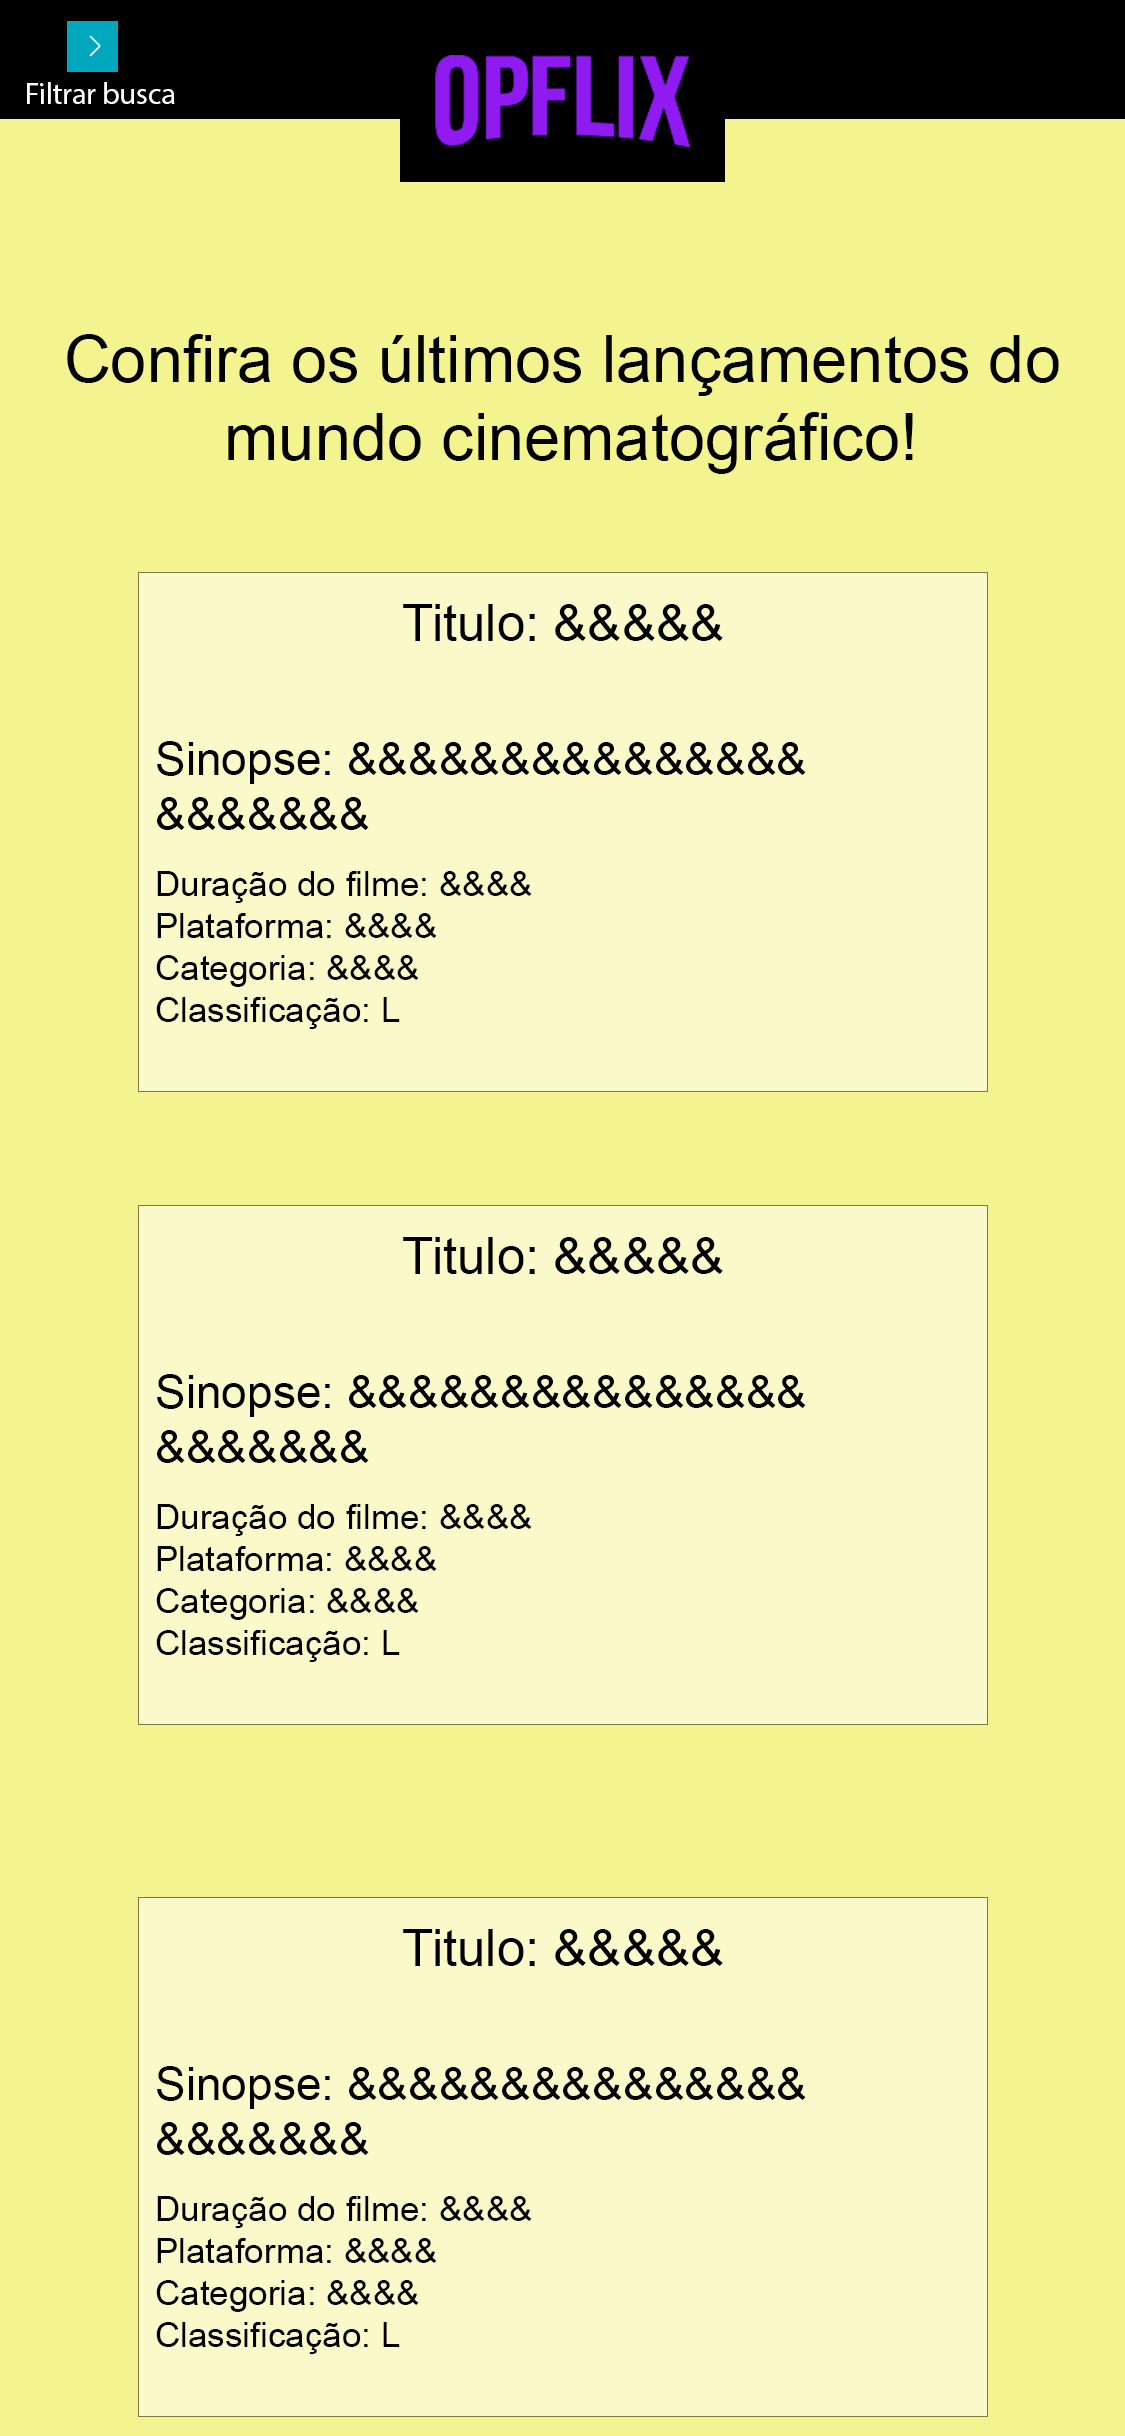 Filtrar busca
OPFLIX
Confira os últimos lançamentos do
mundo cinematográfico!
Titulo: &&&&&
Sinopse: &&&&&&&&&&&&&&&
&&&&&&&
Duração do filme: &&&&
Plataforma: &&&&
Categoria: &&&&
Classificação: L
Titulo: &&&&&
Sinopse: &&&&&&&&&&&&&&&
&&&&&&&
Duração do filme: &&&&
Plataforma: &&&&
Categoria: &&&&
Classificação: L
Titulo: &&&&&
Sinopse: &&&&&&&&&&&&&&&
&&&&&&&
Duração do filme: &&&&
Plataforma: &&&&
Categoria: &&&&
Classificação: L